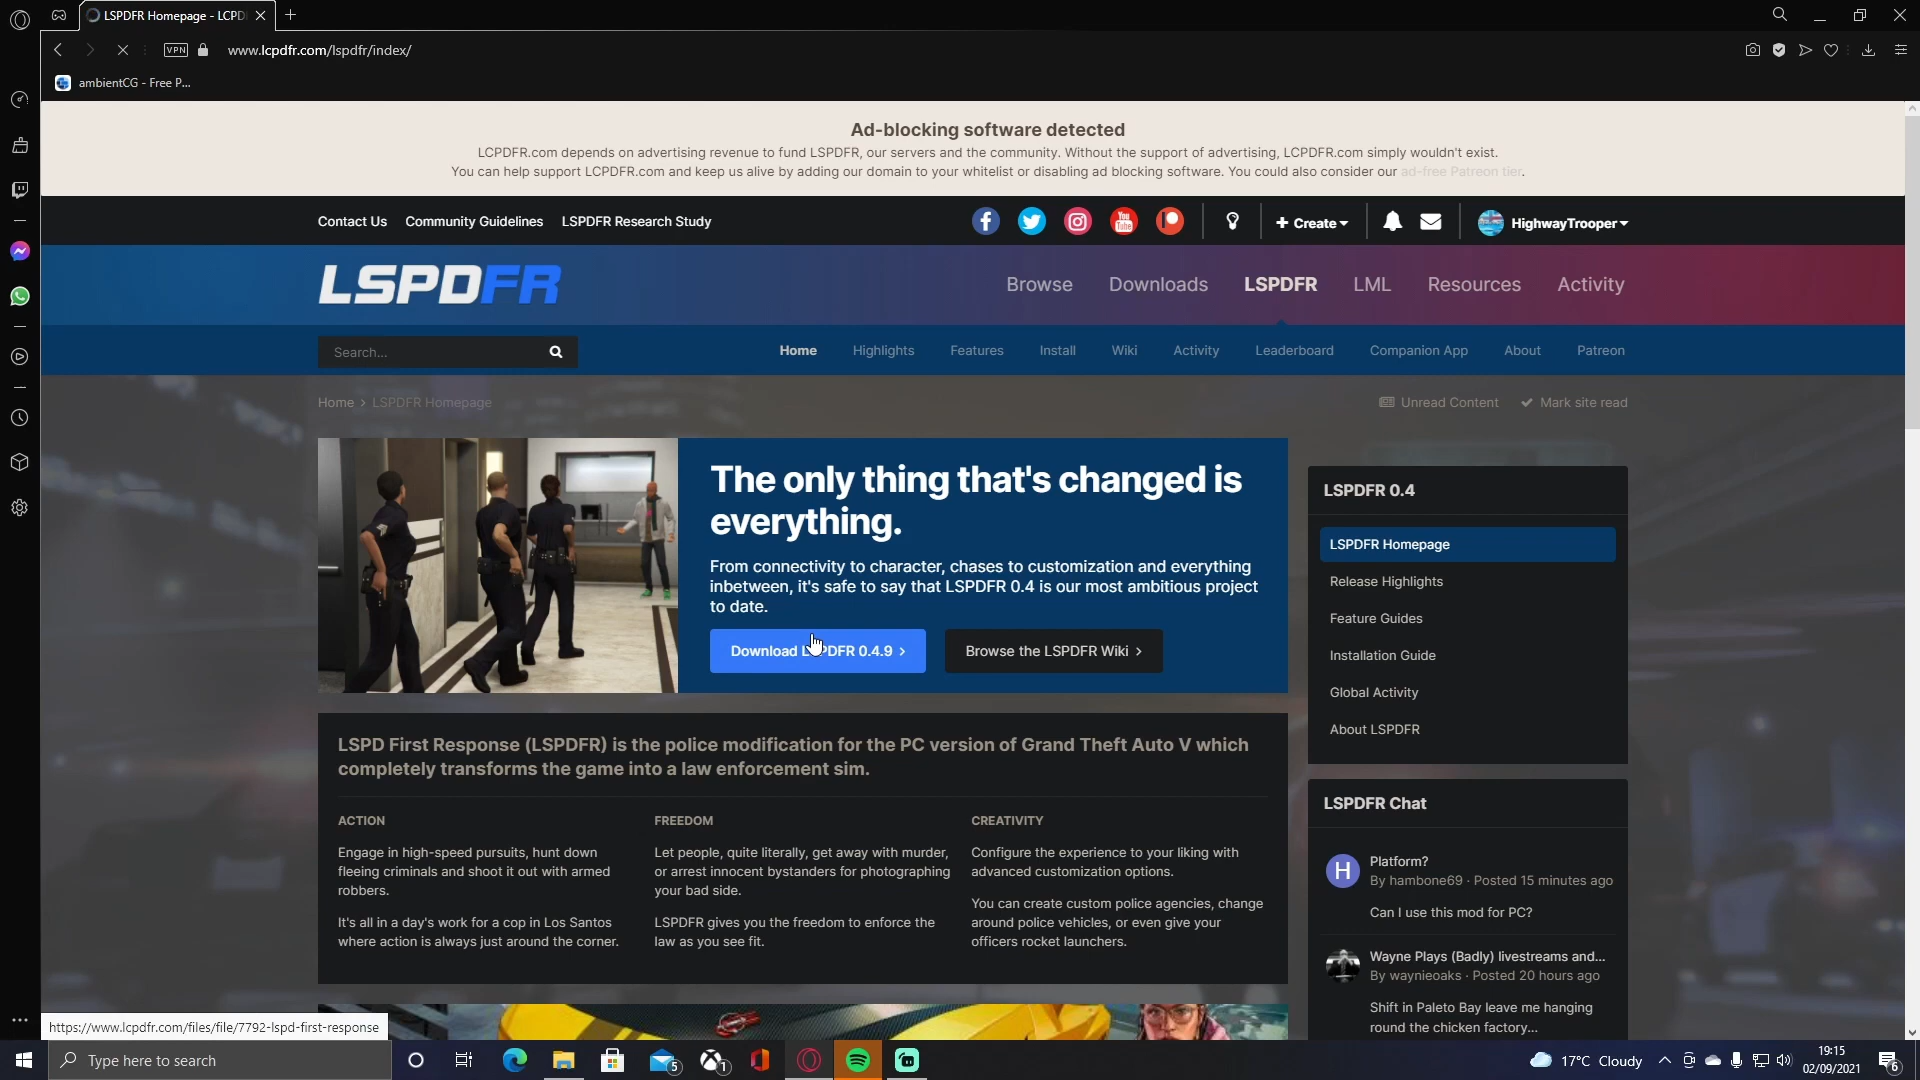 LSPDFR Homepage - LCPD
VPN
www.lcpdfr.com/lspdfr/index/
ambientCG - Free P...
Ad-blocking software detected
LCPDFR.com depends on advertising revenue to fund LSPDFR, our servers and the community. Without the support of advertising, LCPDFR.com simply wouldn't exist.
You can help support LCPDFR.com and keep us alive by adding our domain to your whitelist or disabling ad blocking software. You could also consider our ad-free Patreon tier.
Contact Us Community Guidelines LSPDFR Research Study
+ Create
HighwayTrooper
LSPDFR
Browse Downloads LSPDFR LML Resources Activity
Search...
Home Highlights Features Install Wiki Activity Leaderboard Companion App About Patreon
Home > LSPDFR Homepage
Unread Content Mark site read
The only thing that's changed is
everything.
From connectivity to character, chases to customization and everything
inbetween, it's safe to say that LSPDFR 0.4 is our most ambitious project
to date.
Download LSPDFR 0.4.9 >
Browse the LSPDFR Wiki >
LSPDFR 0.4
LSPDFR Homepage
Release Highlights
Feature Guides
Installation Guide
Global Activity
About LSPDFR
LSPD First Response (LSPDFR) is the police modification for the PC version of Grand Theft Auto V which
completely transforms the game into a law enforcement sim.
ACTION
Engage in high-speed pursuits, hunt down
fleeing criminals and shoot it out with armed
robbers.
It's all in a day's work for a cop in Los Santos
where action is always just around the corner.
FREEDOM
Let people, quite literally, get away with murder,
or arrest innocent bystanders for photographing
your bad side.
LSPDFR gives you the freedom to enforce the
law as you see fit.
CREATIVITY
Configure the experience to your liking with
advanced customization options.
You can create custom police agencies, change
around police vehicles, or even give your
officers rocket launchers.
LSPDFR Chat
H
Platform?
By hambone69 · Posted 15 minutes ago
Can I use this mod for PC?
Wayne Plays (Badly) livestreams and...
By waynieoaks · Posted 20 hours ago
Shift in Paleto Bay leave me hanging
round the chicken factory...
https://www.lcpdfr.com/files/file/7792-lspd-first-response
Type here to search
5
1
17°C Cloudy
19:15
02/09/2021
6